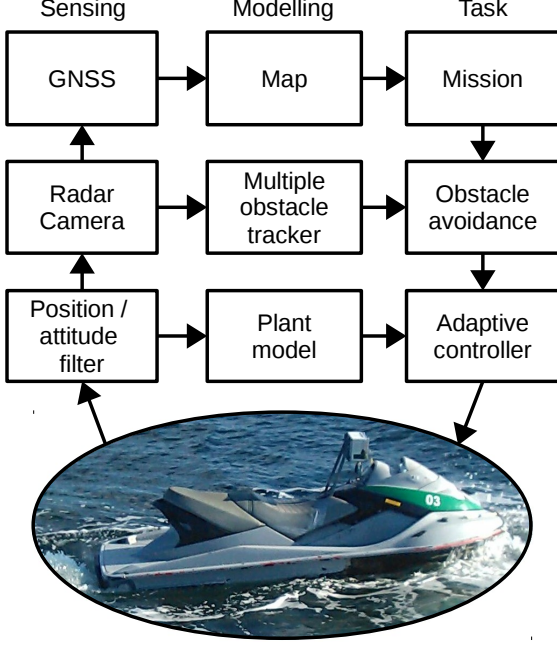 Sensing
Modelling
Task
GNSS
Map
Mission
Radar
Camera
Multiple
obstacle
tracker
Obstacle
avoidance
Position /
attitude
filter
Plant
model
Adaptive
controller
03